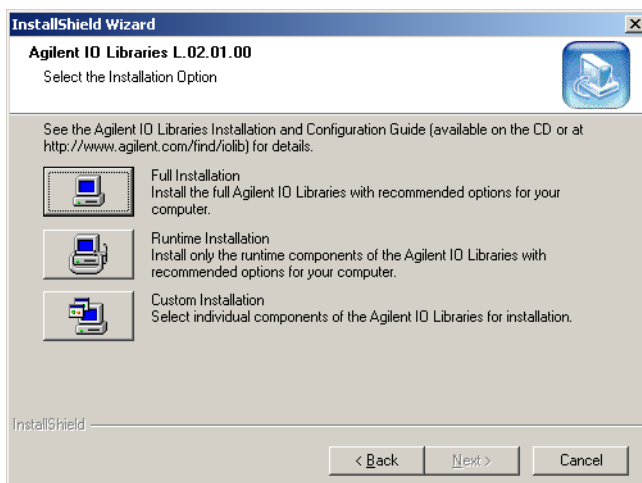 InstallShield Wizard
Agilent IO Libraries L.02.01.00
Select the Installation Option
See the Agilent IO Libraries Installation and Configuration Guide (available on the CD or at
http://www.agilent.com/find/iolib) for details.
Full Installation
Install the full Agilent IO Libraries with recommended options for your
computer.
Runtime Installation
Install only the runtime components of the Agilent IO Libraries with
recommended options for your computer.
Custom Installation
Select individual components of the Agilent IO Libraries for installation.
InstallShield
< Back Next > Cancel